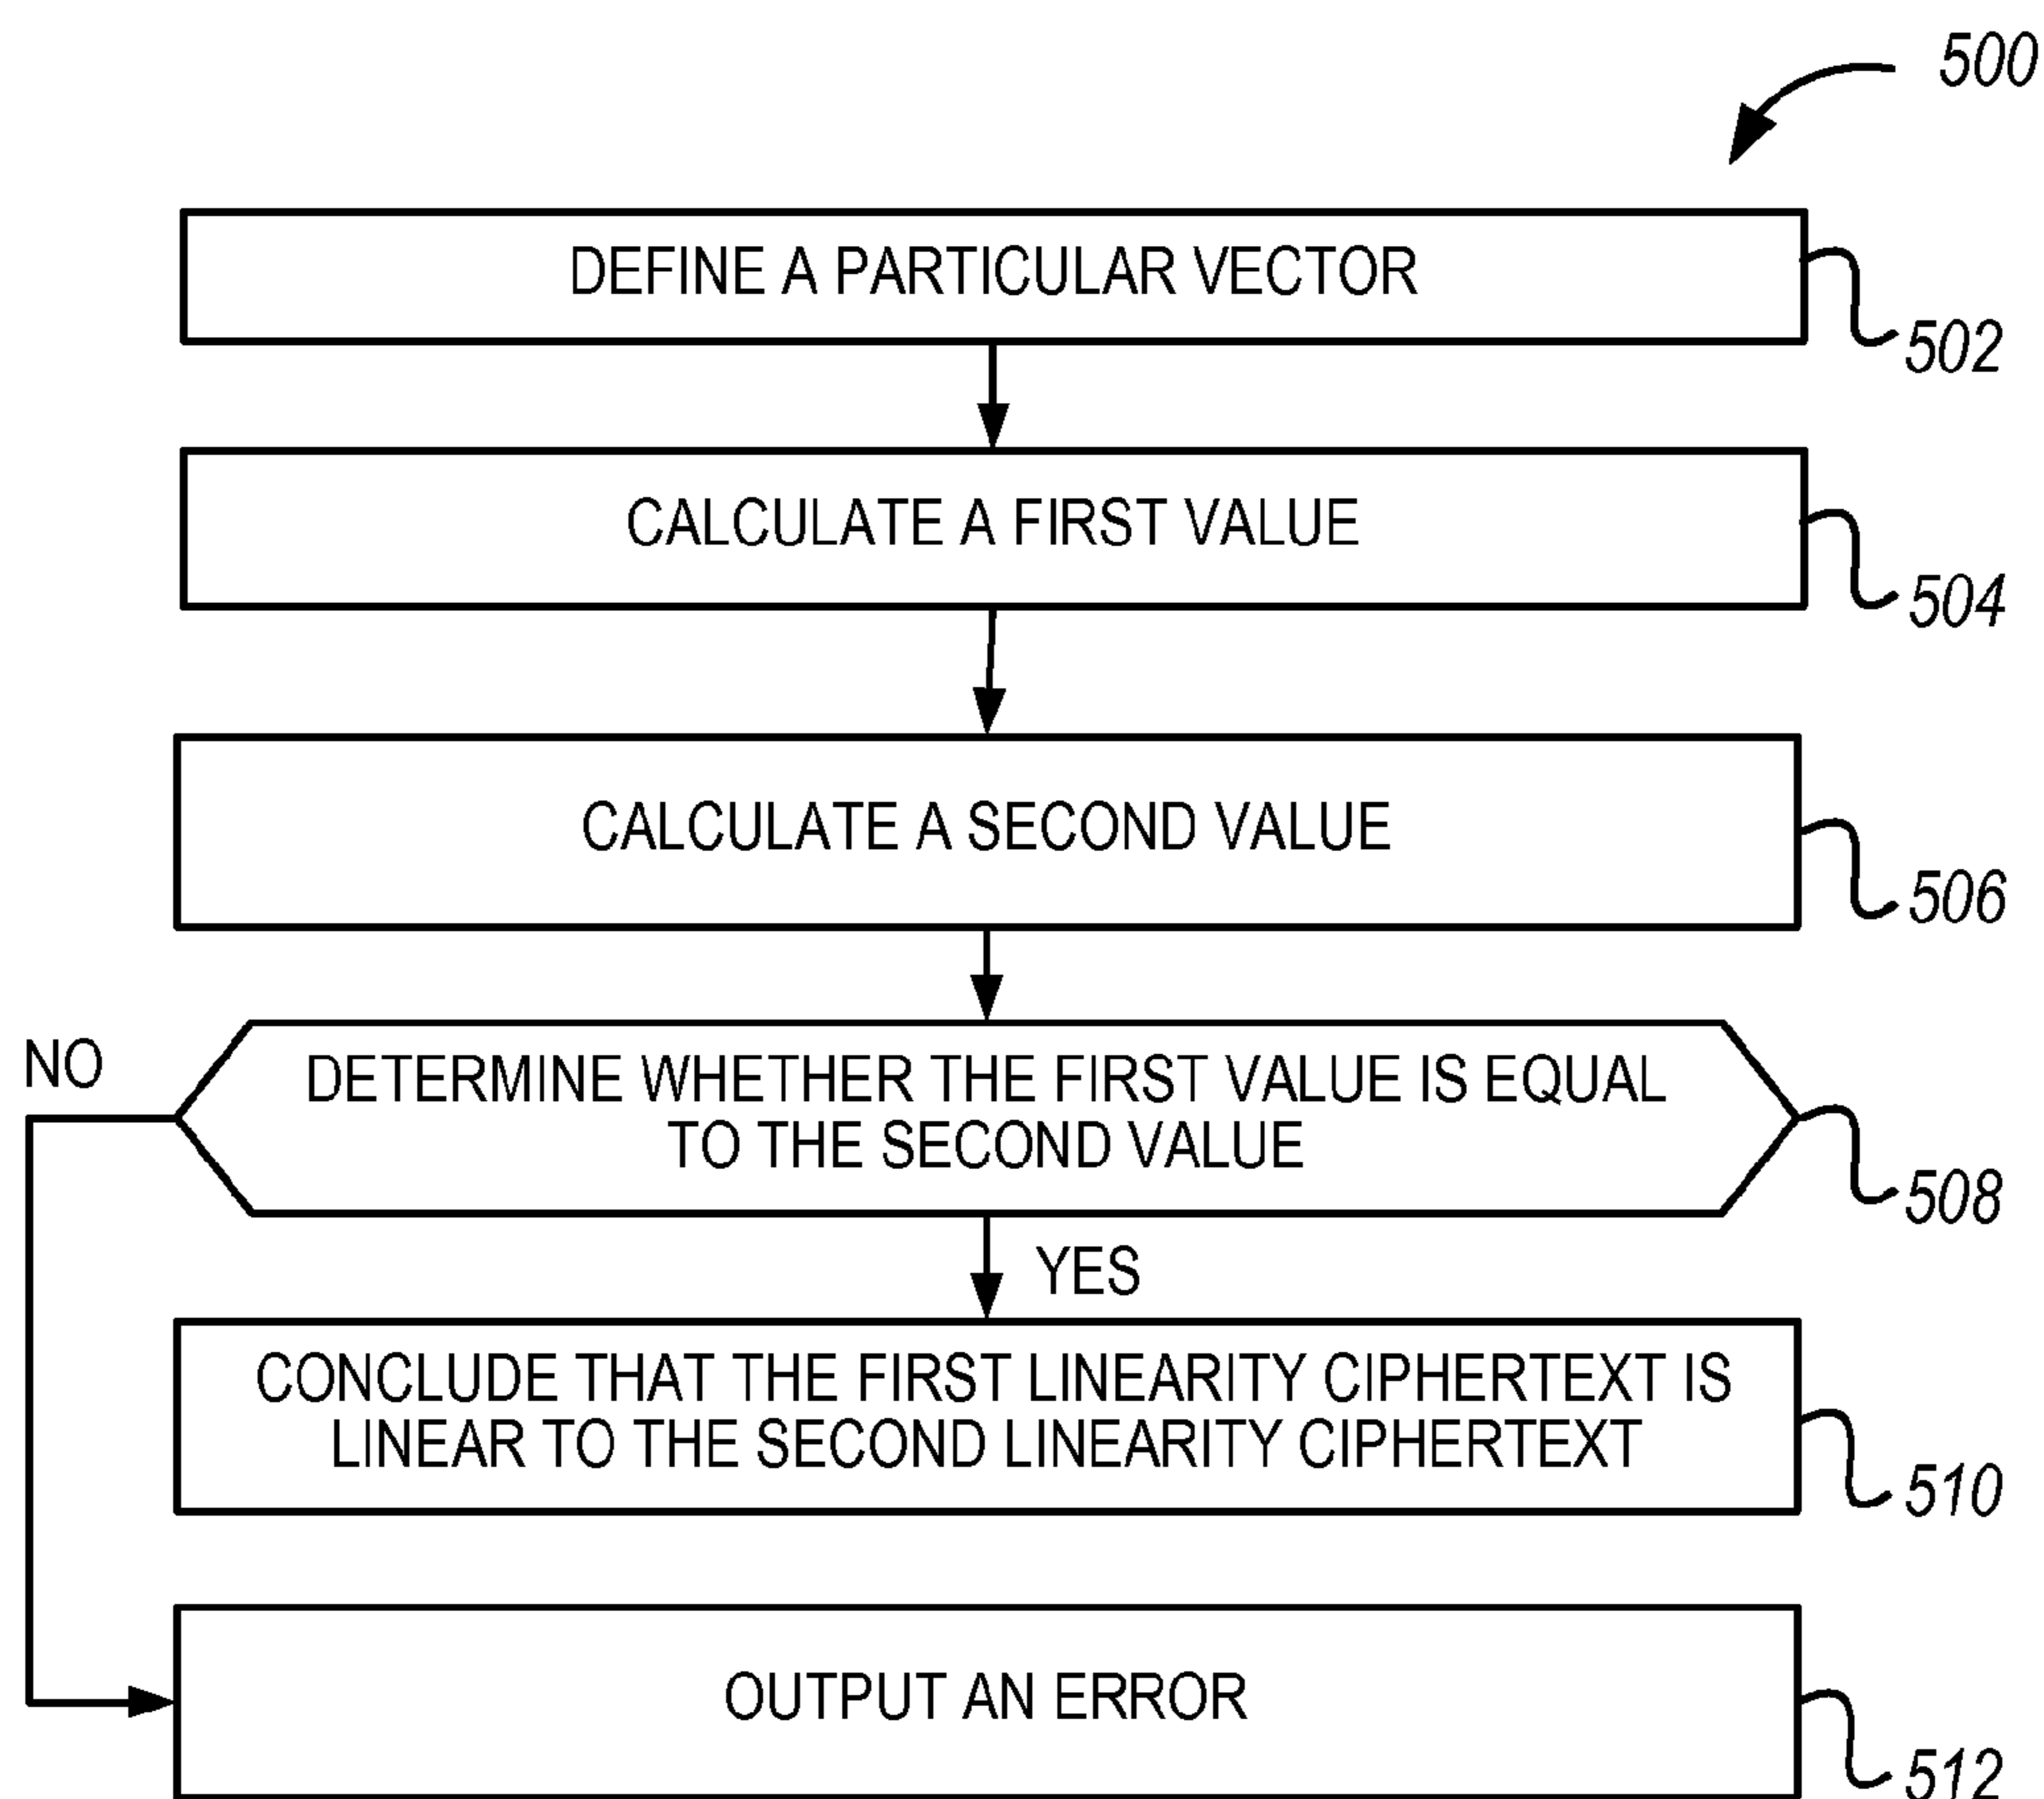 500
DEFINE A PARTICULAR VECTOR
502
CALCULATE A FIRST VALUE
504
CALCULATE A SECOND VALUE
506
NO
DETERMINE WHETHER THE FIRST VALUE IS EQUAL
TO THE SECOND VALUE
508
YES
CONCLUDE THAT THE FIRST LINEARITY CIPHERTEXT IS
LINEAR TO THE SECOND LINEARITY CIPHERTEXT
510
OUTPUT AN ERROR
512